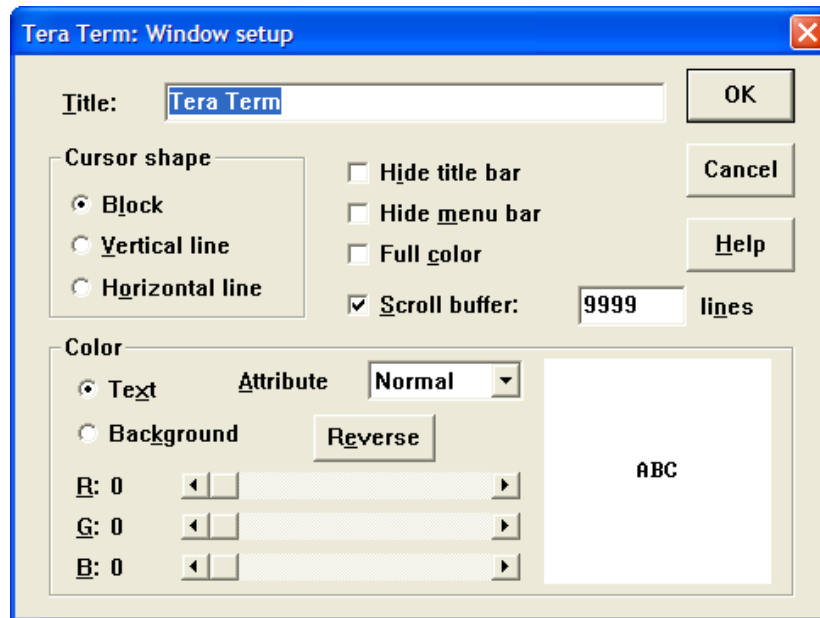 Tera Term: Window setup
Title: Tera Term
OK
Cursor shape
Block
Vertical line
Horizontal line
Hide title bar
Hide menu bar
Full color
Scroll buffer: 9999 lines
Cancel
Help
Color
Text
Attribute Normal
Background
Reverse
R: 0
G: 0
B: 0
ABC